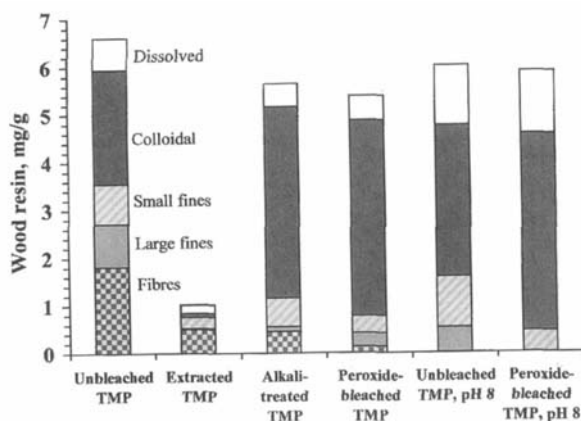 7
6
5
4
3
2
1
0
Wood resin, mg/g
Dissolved
Colloidal
Small fines
Large fines
Fibres
Unbleached
TMP
Extracted
TMP
Alkali-
treated TMP
Peroxide-
bleached TMP
Unbleached
TMP, pH 8
Peroxide-
bleached
TMP, pH 8